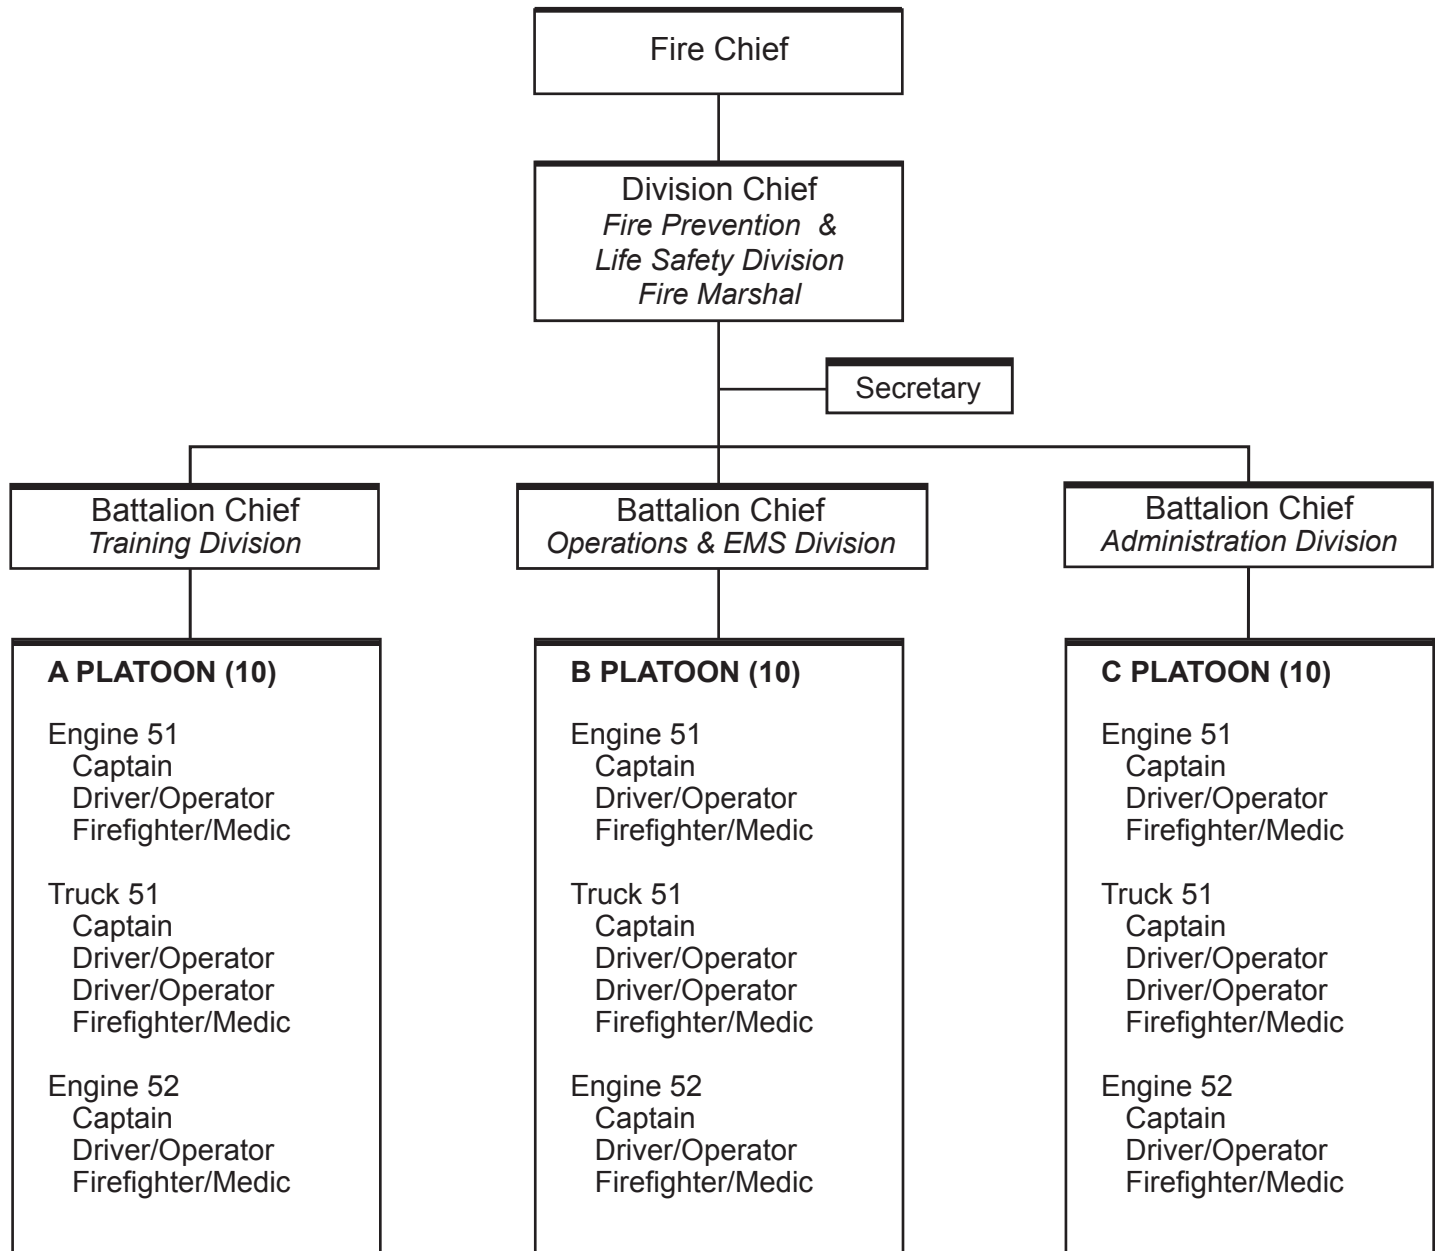 Fire Chief
Division Chief
Fire Prevention &
Life Safety Division
Fire Marshal
Secretary
Battalion Chief
Training Division
Battalion Chief
Operations & EMS Division
Battalion Chief
Administration Division
A PLATOON (10)
Engine 51
Captain
Driver/Operator
Firefighter/Medic
Truck 51
Captain
Driver/Operator
Driver/Operator
Firefighter/Medic
Engine 52
Captain
Driver/Operator
Firefighter/Medic
B PLATOON (10)
Engine 51
Captain
Driver/Operator
Firefighter/Medic
Truck 51
Captain
Driver/Operator
Driver/Operator
Firefighter/Medic
Engine 52
Captain
Driver/Operator
Firefighter/Medic
C PLATOON (10)
Engine 51
Captain
Driver/Operator
Firefighter/Medic
Truck 51
Captain
Driver/Operator
Driver/Operator
Firefighter/Medic
Engine 52
Captain
Driver/Operator
Firefighter/Medic